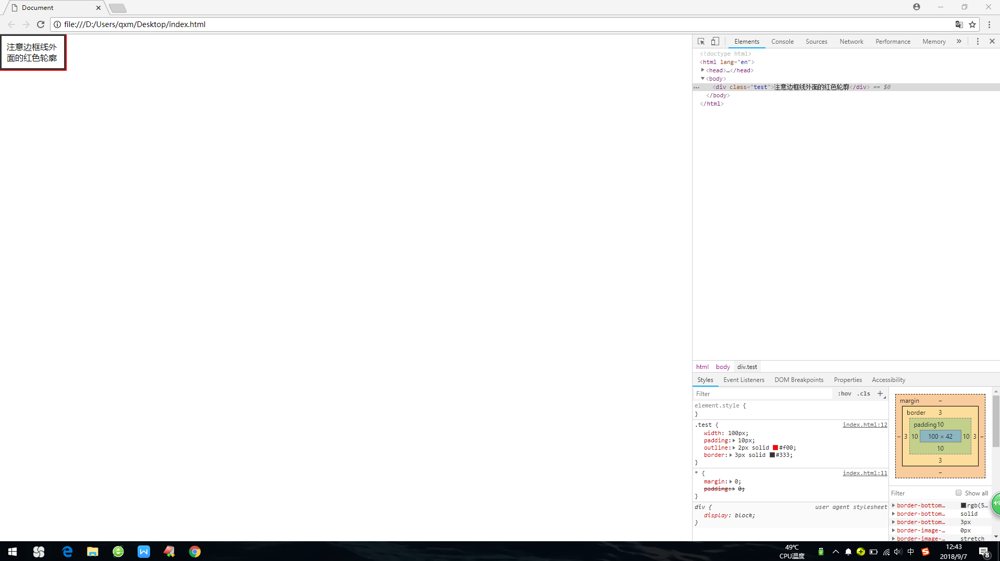 Document
file:///D:/Users/qxm/Desktop/index.html
注意边框线外
面的红色轮廓
Elements Console Sources Network Performance Memory »
<!doctype html>
<html lang="en">
<head>…</head>
<body>
<div class="test">注意边框线外面的红色轮廓</div> == $0
</body>
</html>
html body div.test
Styles Event Listeners DOM Breakpoints Properties Accessibility
Filter :hov .cls +
element.style {
}
.test { index.html:12
width: 100px;
padding: 10px;
outline: 2px solid #f00;
border: 3px solid #333;
}
* { index.html:11
margin: 0;
padding: 0;
}
div { user agent stylesheet
display: block;
}
margin –
border 3
padding 10
– 3 10 100 × 42 10 3 –
10
3
–
Filter Show all
border-bottom… rgb(5…
border-bottom… solid
border-bottom… 3px
border-image-… 0px
border-image-… stretch
49
49℃
CPU温度
中
12:43
2018/9/7
8